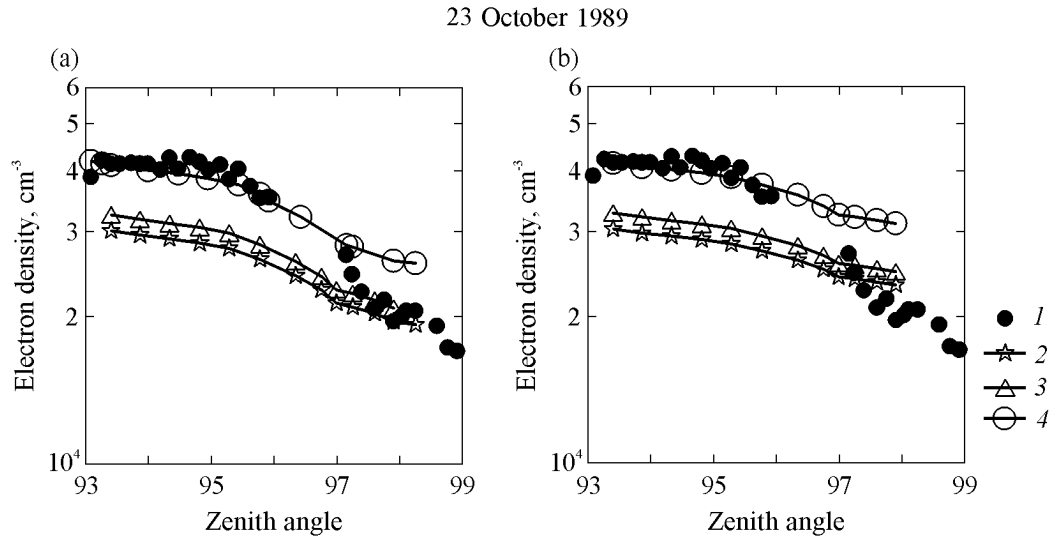 23 October 1989
(a)
6
5
4
3
2
10⁴
Electron density, cm⁻³
93 95 97 99
Zenith angle
(b)
6
5
4
3
2
10⁴
Electron density, cm⁻³
93 95 97 99
Zenith angle
1
2
3
4